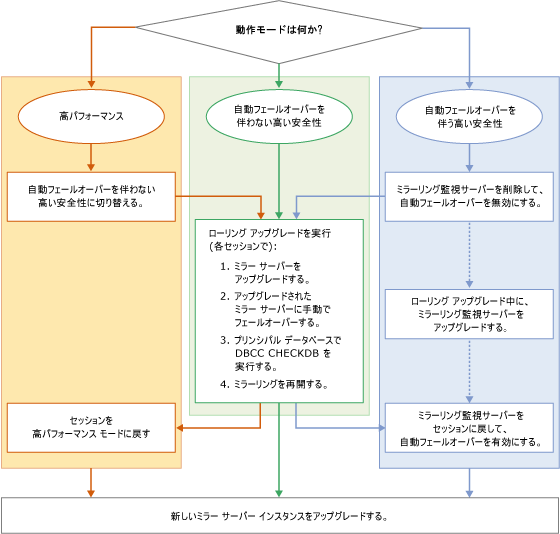 動作モードは何か?
高パフォーマンス
自動フェールオーバーを
伴わない高い安全性
自動フェールオーバーを
伴う高い安全性
自動フェールオーバーを伴わない
高い安全性に切り替える。
ミラーリング監視サーバーを削除して、
自動フェールオーバーを無効にする。
ローリング アップグレードを実行
(各セッションで):
1. ミラー サーバーを
アップグレードする。
2. アップグレードされた
ミラー サーバーに手動で
フェールオーバーする。
3. プリンシパル データベースで
DBCC CHECKDB を
実行する。
4. ミラーリングを再開する。
ローリング アップグレード中に、
ミラーリング監視サーバーを
アップグレードする。
セッションを
高パフォーマンス モードに戻す
ミラーリング監視サーバーを
セッションに戻して、
自動フェールオーバーを有効にする。
新しいミラー サーバー インスタンスをアップグレードする。